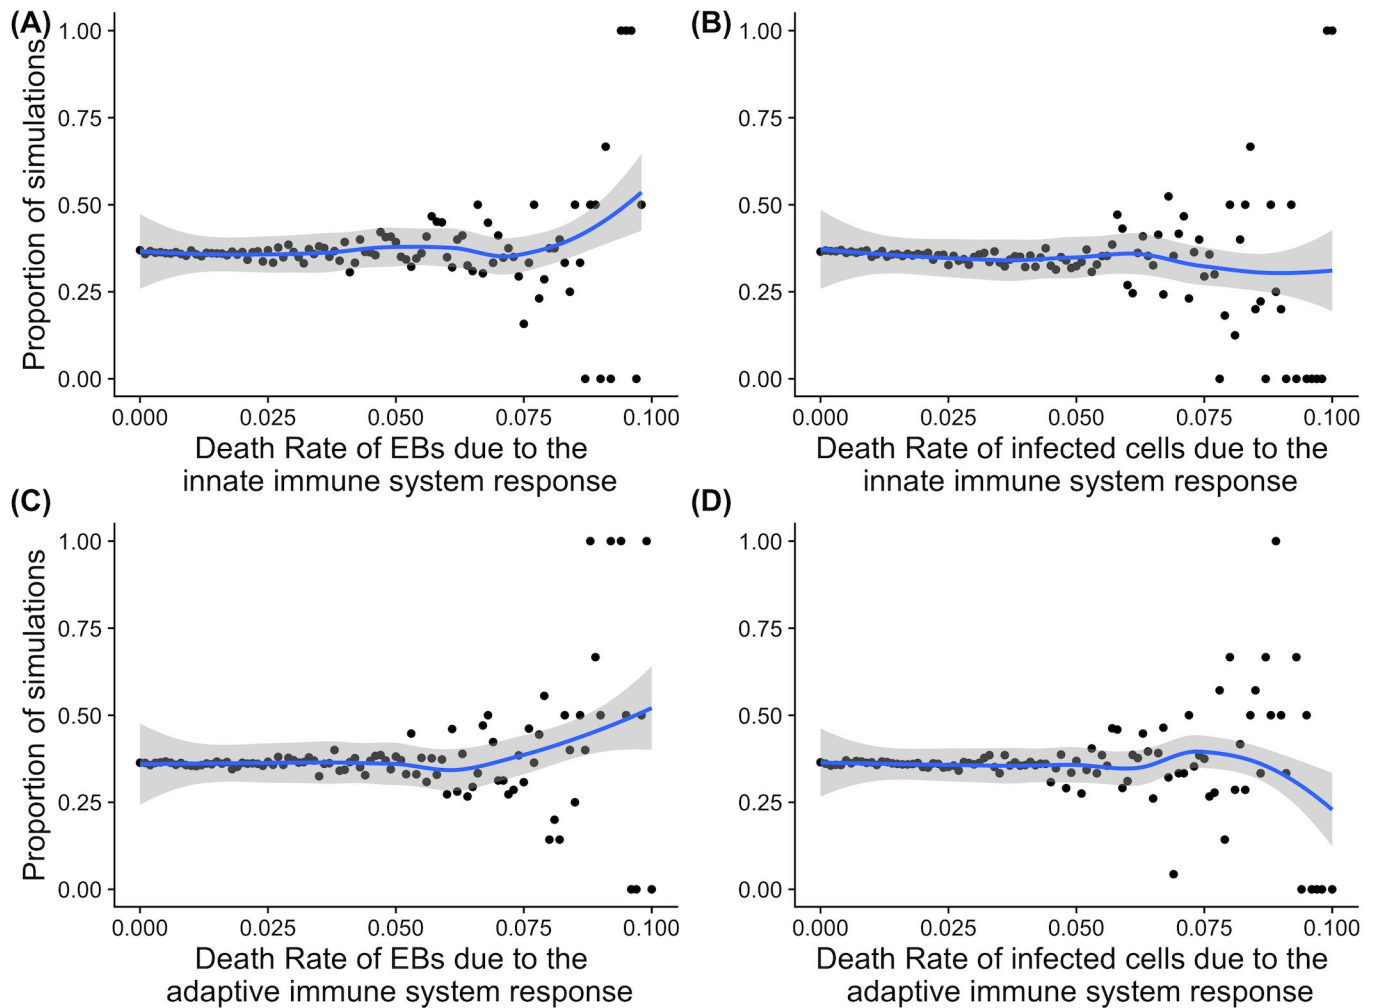 (A)
Proportion of simulations
1.00
0.75
0.50
0.25
0.00
0.000 0.025 0.050 0.075 0.100
Death Rate of EBs due to the
innate immune system response
(B)
1.00
0.75
0.50
0.25
0.00
0.000 0.025 0.050 0.075 0.100
Death Rate of infected cells due to the
innate immune system response
(C)
Proportion of simulations
1.00
0.75
0.50
0.25
0.00
0.000 0.025 0.050 0.075 0.100
Death Rate of EBs due to the
adaptive immune system response
(D)
1.00
0.75
0.50
0.25
0.00
0.000 0.025 0.050 0.075 0.100
Death Rate of infected cells due to the
adaptive immune system response